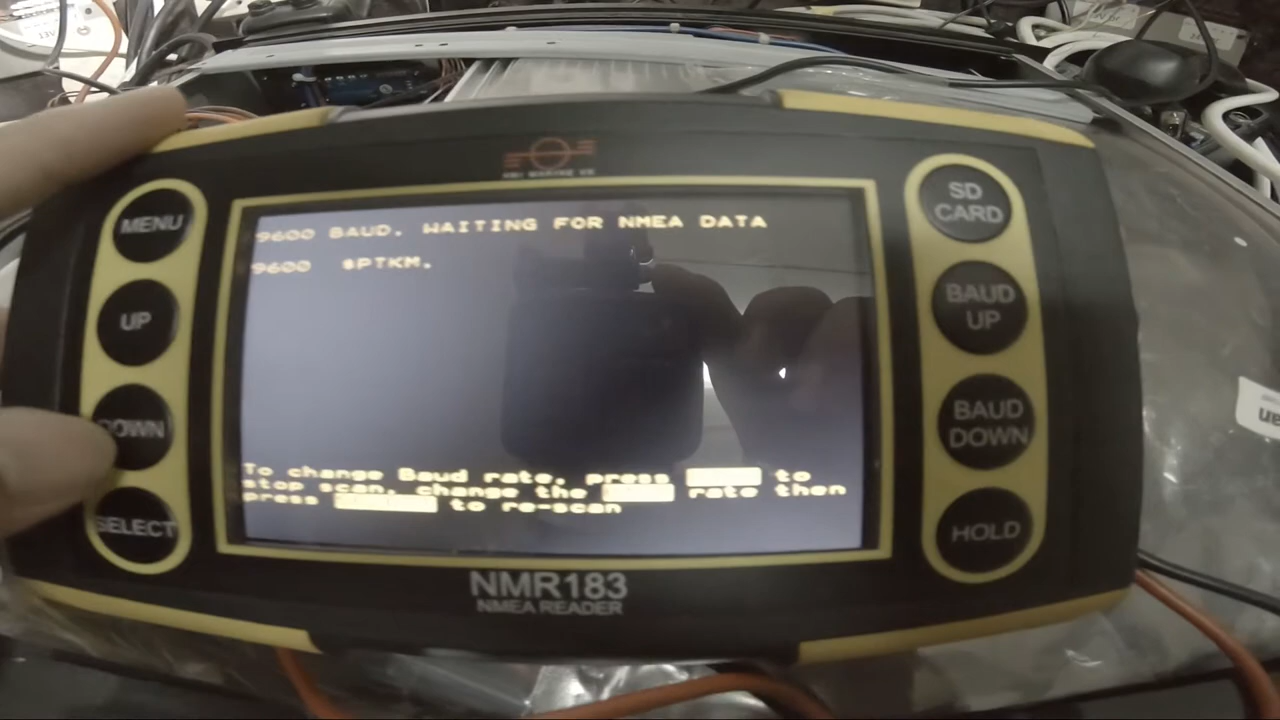 MENU
UP
DOWN
SELECT
9600 BAUD. WAITING FOR NMEA DATA
9600 $PTKM.
To change Baud rate, press to
stop scan, change the rate then
press to re-scan
NMR183
NMEA READER
SD
CARD
BAUD
UP
BAUD
DOWN
HOLD